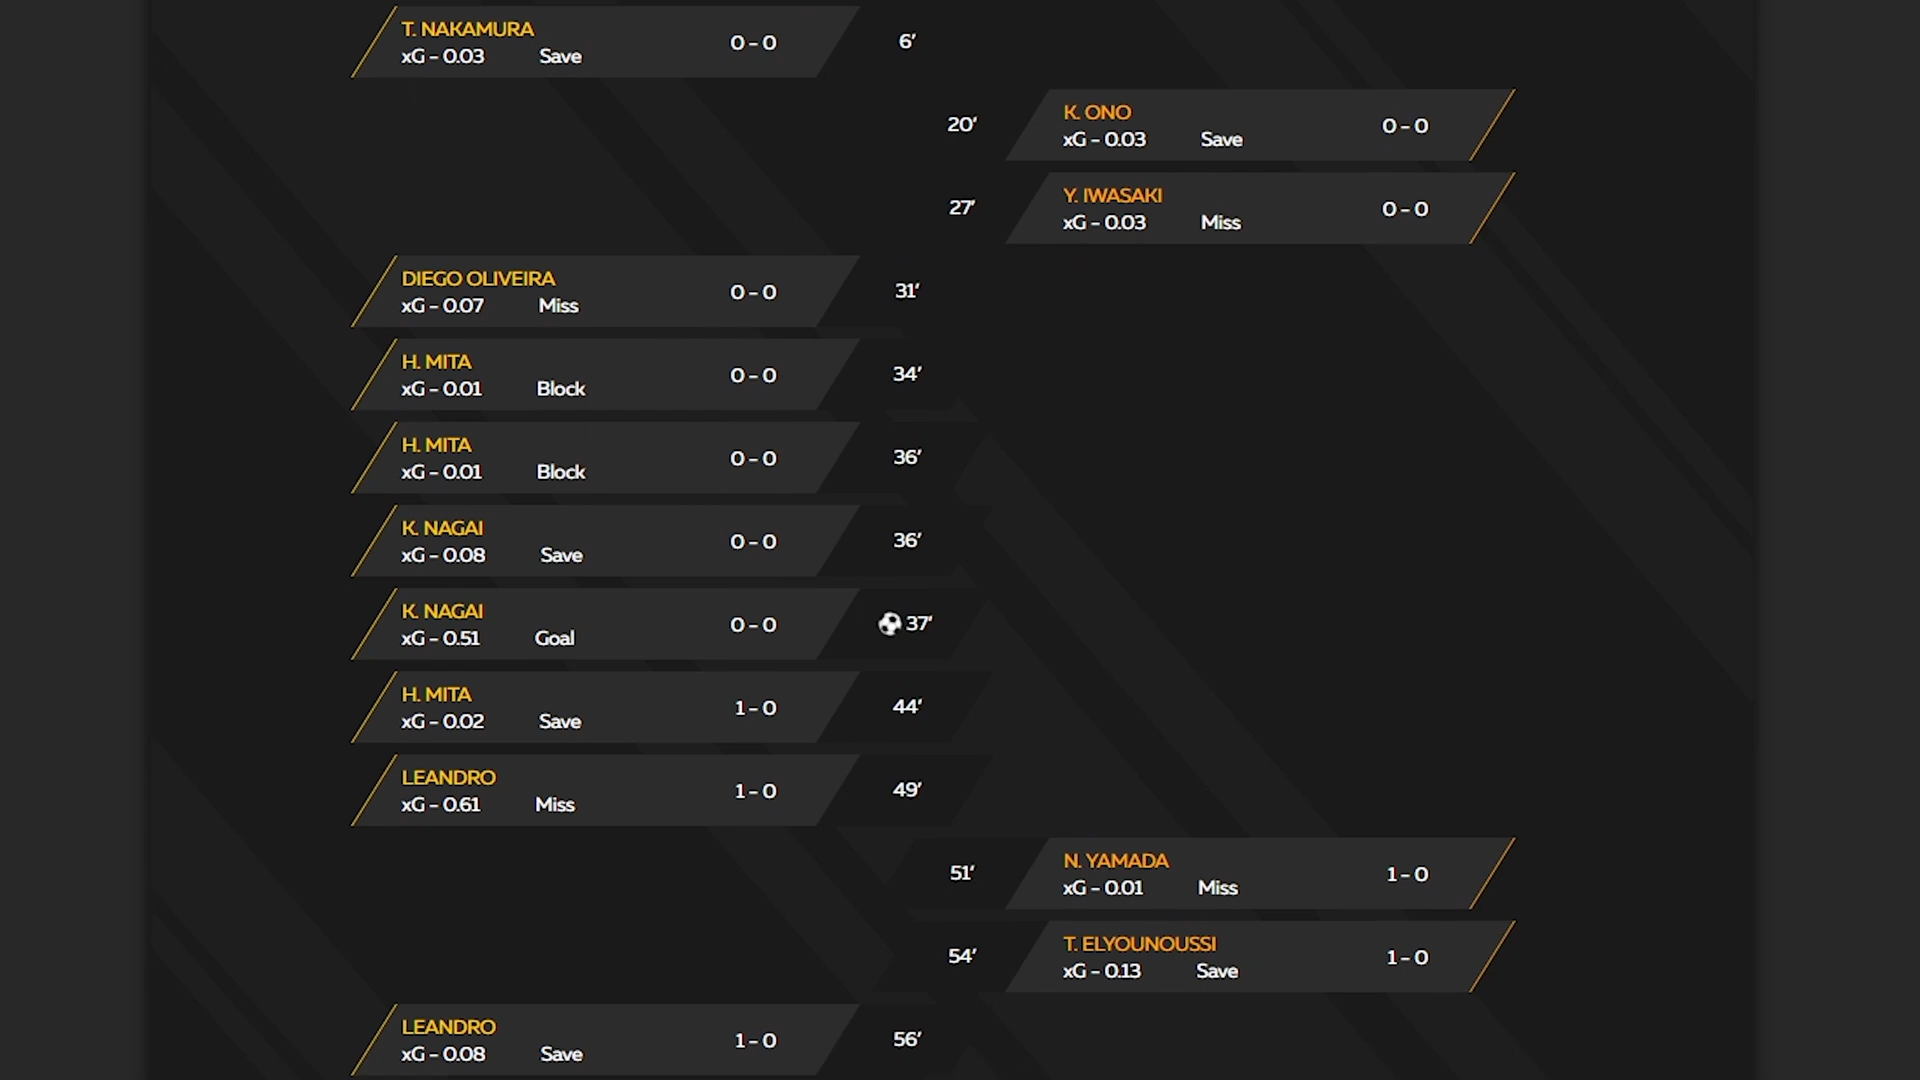 T. NAKAMURA
xG - 0.03 Save 0 - 0 6'
K. ONO
20' xG - 0.03 Save 0 - 0
Y. IWASAKI
27' xG - 0.03 Miss 0 - 0
DIEGO OLIVEIRA
xG - 0.07 Miss 0 - 0 31'
H. MITA
xG - 0.01 Block 0 - 0 34'
H. MITA
xG - 0.01 Block 0 - 0 36'
K. NAGAI
xG - 0.08 Save 0 - 0 36'
K. NAGAI
xG - 0.51 Goal 0 - 0 37'
H. MITA
xG - 0.02 Save 1 - 0 44'
LEANDRO
xG - 0.61 Miss 1 - 0 49'
N. YAMADA
51' xG - 0.01 Miss 1 - 0
T. ELYOUNOUSSI
54' xG - 0.13 Save 1 - 0
LEANDRO
xG - 0.08 Save 1 - 0 56'